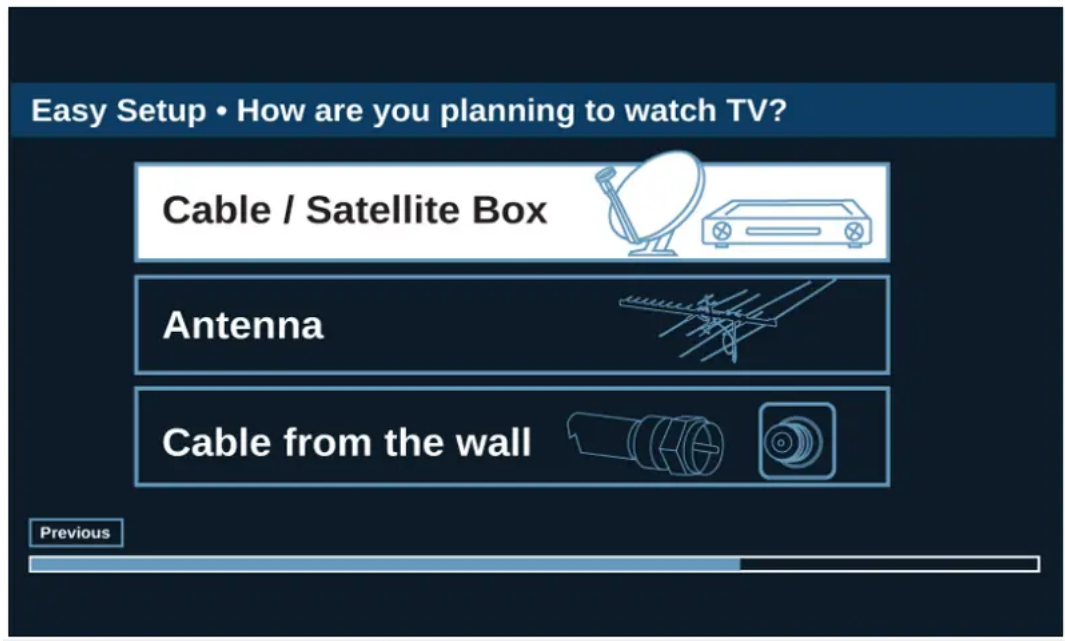 Easy Setup • How are you planning to watch TV?
Cable / Satellite Box
Antenna
Cable from the wall
Previous